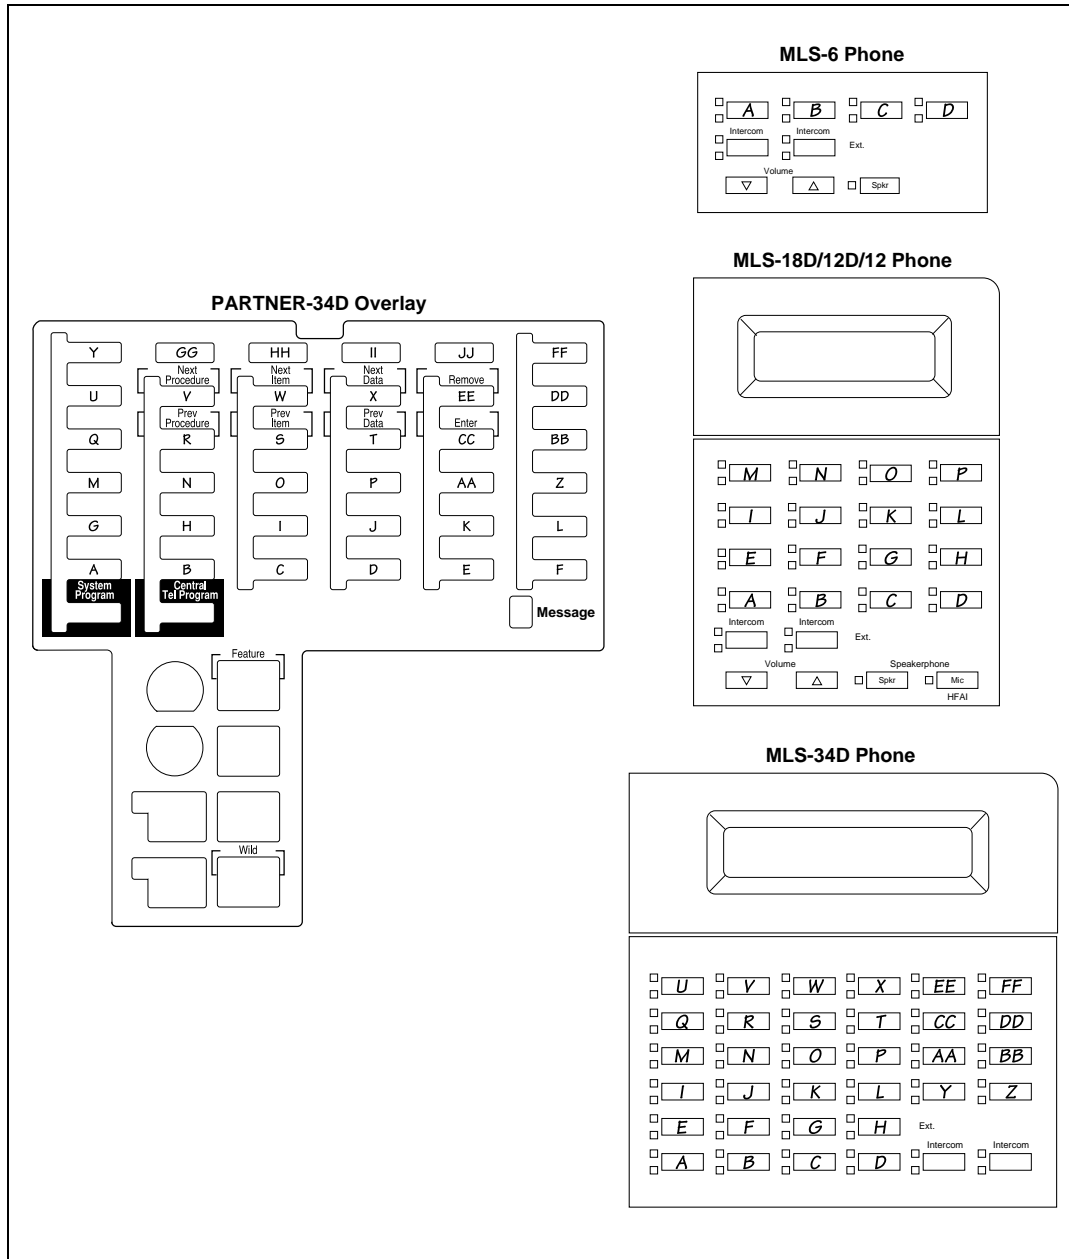 MLS-6 Phone
A B C D
Intercom Intercom
Ext.
Volume
Spkr
MLS-18D/12D/12 Phone
M N O P
I J K L
E F G H
A B C D
Intercom Intercom
Ext.
Volume Speakerphone
Spkr Mic
HFAI
PARTNER-34D Overlay
Y GG HH II JJ FF
Next Procedure Next Item Next Data Remove
U V W X EE DD
Prev Procedure Prev Item Prev Data Enter
Q R S T CC BB
M N O P AA Z
G H I J K L
A B C D E F
System Program Central Tel Program
Message
Feature
Wild
MLS-34D Phone
U V W X EE FF
Q R S T CC DD
M N O P AA BB
I J K L Y Z
E F G H Ext.
Intercom Intercom
A B C D